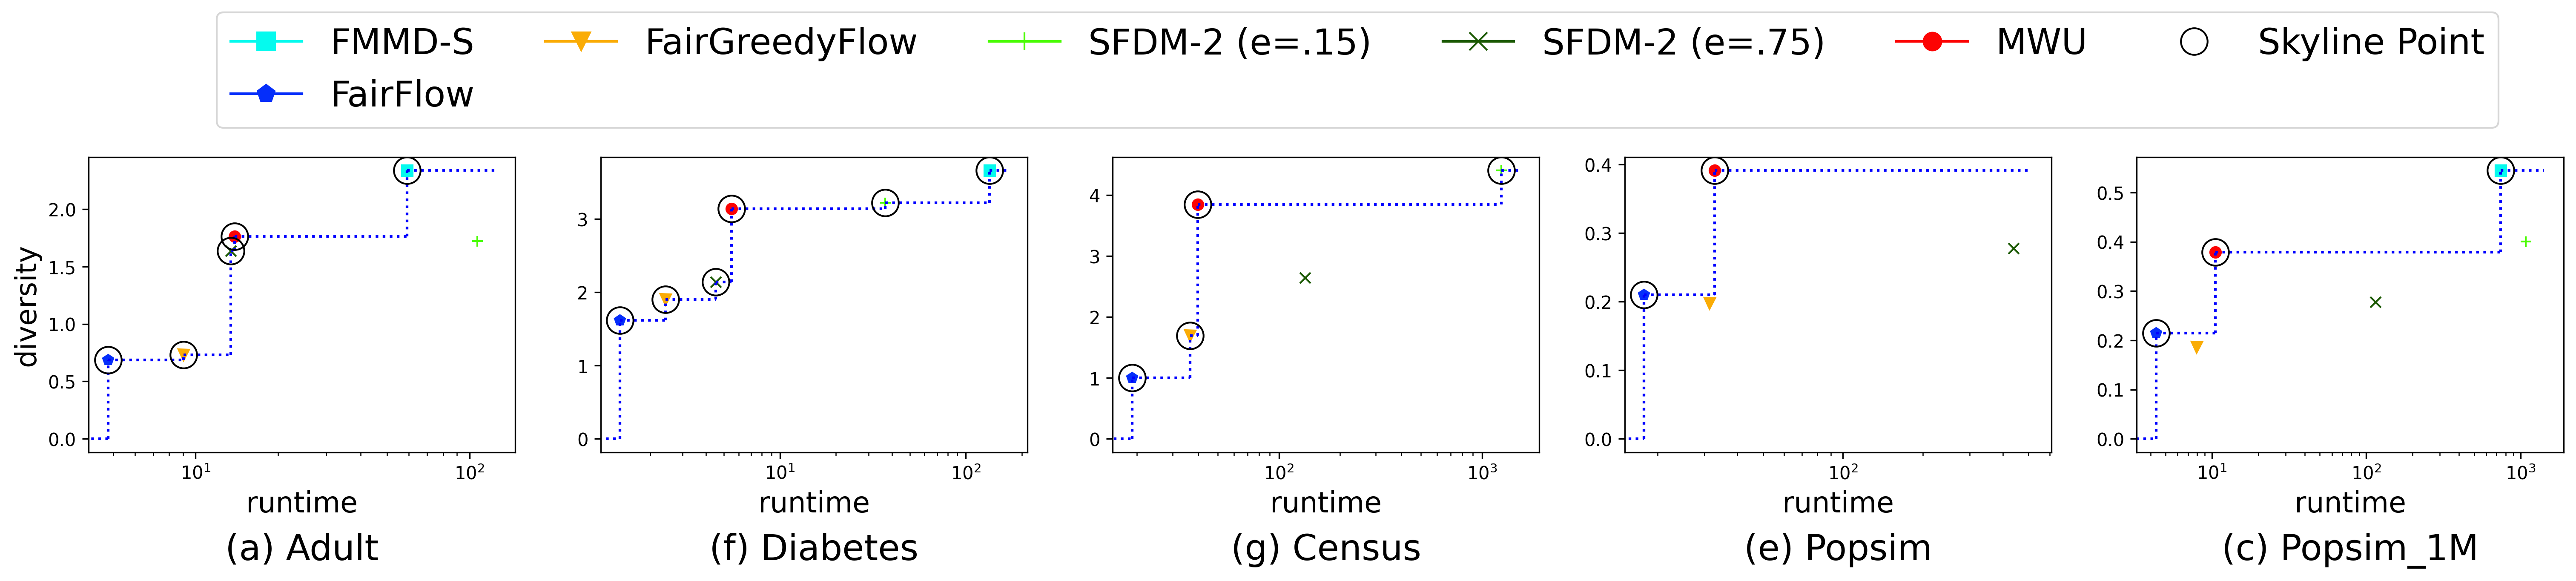 FMMD-S FairGreedyFlow SFDM-2 (e=.15) SFDM-2 (e=.75) MWU Skyline Point
FairFlow
diversity
2.0
1.5
1.0
0.5
0.0
10¹ 10²
runtime
(a) Adult
3
2
1
0
10¹ 10²
runtime
(f) Diabetes
4
3
2
1
0
10² 10³
runtime
(g) Census
0.4
0.3
0.2
0.1
0.0
10²
runtime
(e) Popsim
0.5
0.4
0.3
0.2
0.1
0.0
10¹ 10² 10³
runtime
(c) Popsim_1M